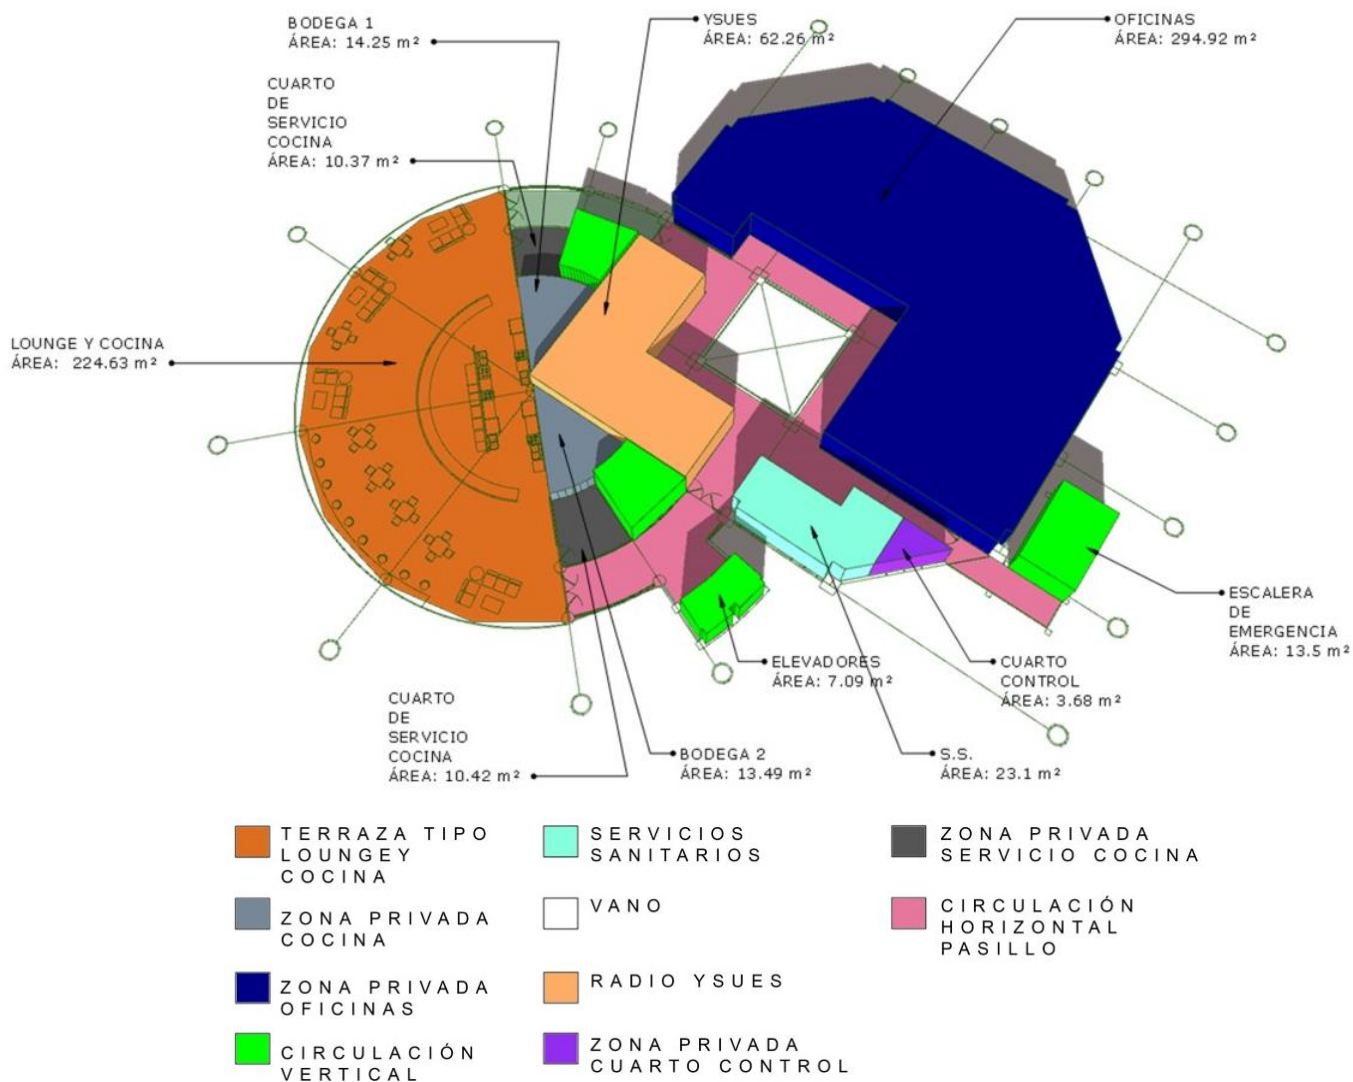 BODEGA 1
ÁREA: 14.25 m²
YSUES
ÁREA: 62.26 m²
OFICINAS
ÁREA: 294.92 m²
CUARTO
DE
SERVICIO
COCINA
ÁREA: 10.37 m²
LOUNGE Y COCINA
ÁREA: 224.63 m²
ESCALERA
DE
EMERGENCIA
ÁREA: 13.5 m²
ELEVADORES
ÁREA: 7.09 m²
CUARTO
CONTROL
ÁREA: 3.68 m²
CUARTO
DE
SERVICIO
COCINA
ÁREA: 10.42 m²
BODEGA 2
ÁREA: 13.49 m²
S.S.
ÁREA: 23.1 m²
TERRAZA TIPO
LOUNGEY
COCINA
ZONA PRIVADA
COCINA
ZONA PRIVADA
OFICINAS
CIRCULACIÓN
VERTICAL
SERVICIOS
SANITARIOS
VANO
RADIO YSUES
ZONA PRIVADA
CUARTO CONTROL
ZONA PRIVADA
SERVICIO COCINA
CIRCULACIÓN
HORIZONTAL
PASILLO